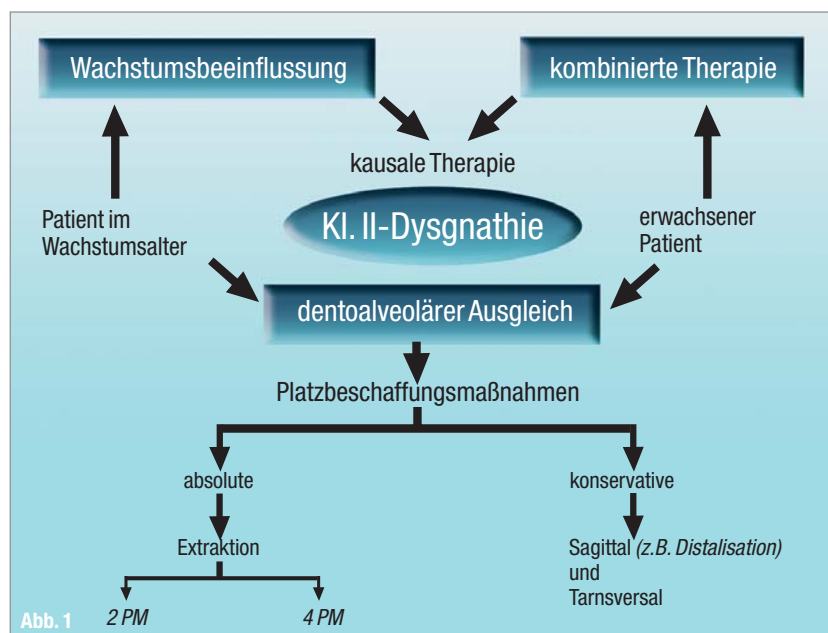 Wachstumsbeeinflussung
kombinierte Therapie
kausale Therapie
Patient im
Wachstumsalter
Kl. II-Dysgnathie
erwachsener
Patient
dentoalveolärer Ausgleich
Platzbeschaffungsmaßnahmen
absolute
konservative
Extraktion
Sagittal (z.B. Distalisation)
und
Tarnsversal
2 PM
4 PM
Abb. 1